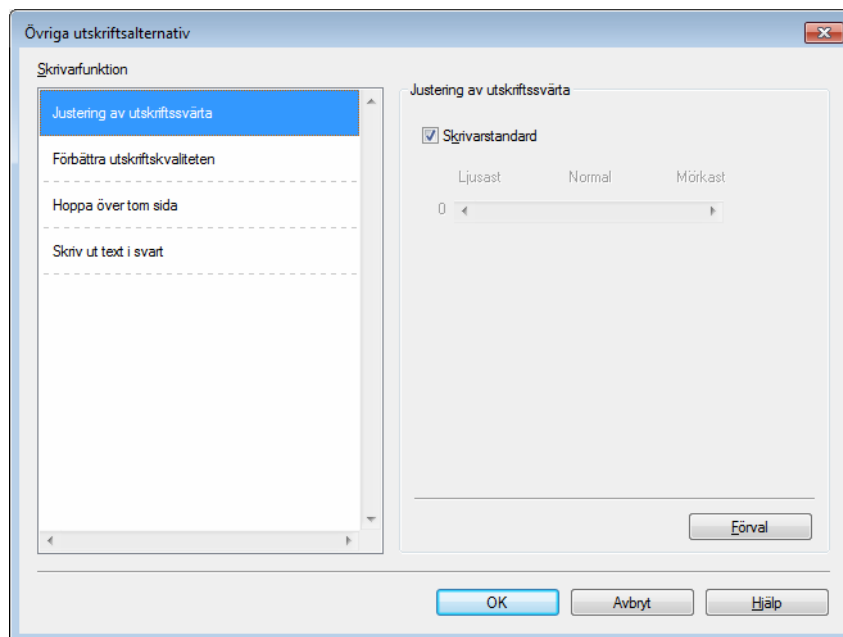 Övriga utskriftsalternativ
Skrivarfunktion
Justering av utskriftssvärta
Förbättra utskriftskvaliteten
Hoppa över tom sida
Skriv ut text i svart
Justering av utskriftssvärta
Skrivarstandard
Ljusast Normal Mörkast
0
Förval
OK Avbryt Hjälp